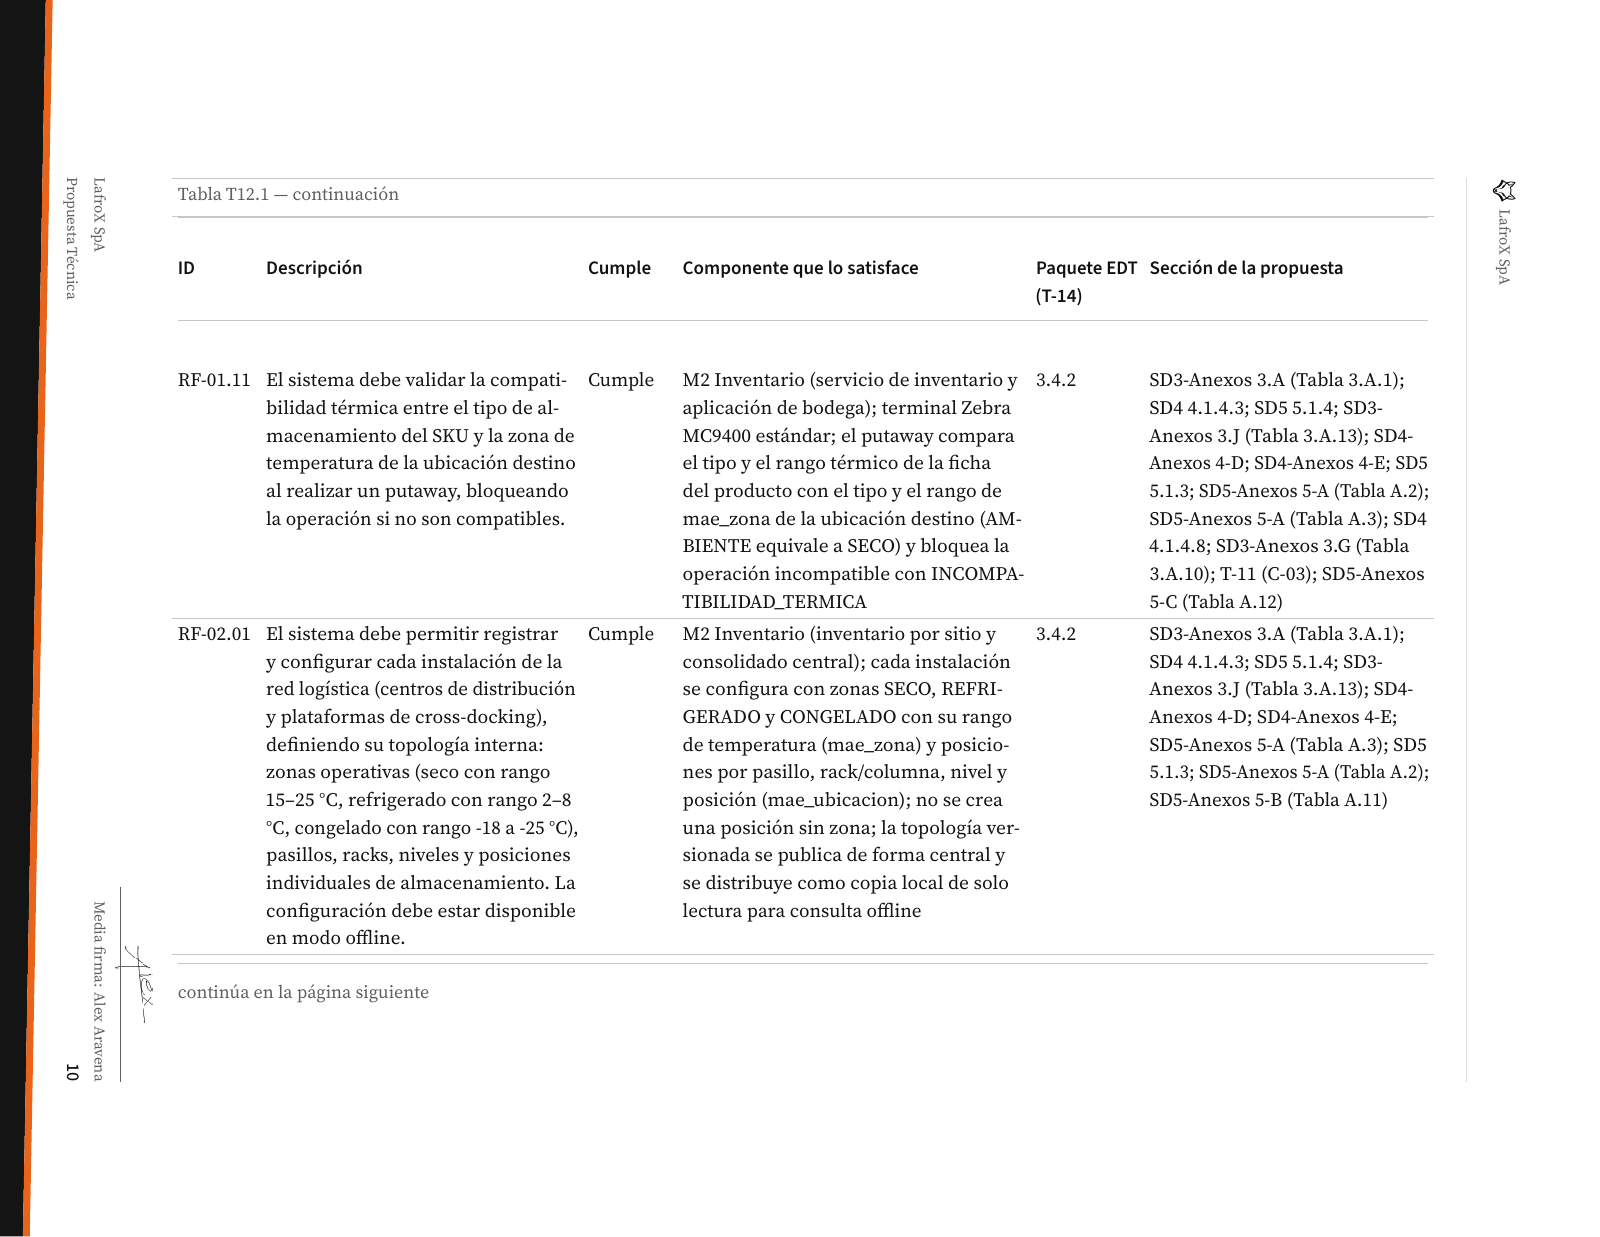 LafroX SpA
Propuesta Técnica
LafroX SpA
Tabla T12.1 — continuación
ID Descripción Cumple Componente que lo satisface Paquete EDT (T-14) Sección de la propuesta
RF-01.11
El sistema debe validar la compati-
bilidad térmica entre el tipo de al-
macenamiento del SKU y la zona de
temperatura de la ubicación destino
al realizar un putaway, bloqueando
la operación si no son compatibles.
Cumple
M2 Inventario (servicio de inventario y
aplicación de bodega); terminal Zebra
MC9400 estándar; el putaway compara
el tipo y el rango térmico de la ficha
del producto con el tipo y el rango de
mae_zona de la ubicación destino (AM-
BIENTE equivale a SECO) y bloquea la
operación incompatible con INCOMPA-
TIBILIDAD_TERMICA
3.4.2
SD3-Anexos 3.A (Tabla 3.A.1);
SD4 4.1.4.3; SD5 5.1.4; SD3-
Anexos 3.J (Tabla 3.A.13); SD4-
Anexos 4-D; SD4-Anexos 4-E; SD5
5.1.3; SD5-Anexos 5-A (Tabla A.2);
SD5-Anexos 5-A (Tabla A.3); SD4
4.1.4.8; SD3-Anexos 3.G (Tabla
3.A.10); T-11 (C-03); SD5-Anexos
5-C (Tabla A.12)
RF-02.01
El sistema debe permitir registrar
y configurar cada instalación de la
red logística (centros de distribución
y plataformas de cross-docking),
definiendo su topología interna:
zonas operativas (seco con rango
15–25 °C, refrigerado con rango 2–8
°C, congelado con rango -18 a -25 °C),
pasillos, racks, niveles y posiciones
individuales de almacenamiento. La
configuración debe estar disponible
en modo offline.
Cumple
M2 Inventario (inventario por sitio y
consolidado central); cada instalación
se configura con zonas SECO, REFRI-
GERADO y CONGELADO con su rango
de temperatura (mae_zona) y posicio-
nes por pasillo, rack/columna, nivel y
posición (mae_ubicacion); no se crea
una posición sin zona; la topología ver-
sionada se publica de forma central y
se distribuye como copia local de solo
lectura para consulta offline
3.4.2
SD3-Anexos 3.A (Tabla 3.A.1);
SD4 4.1.4.3; SD5 5.1.4; SD3-
Anexos 3.J (Tabla 3.A.13); SD4-
Anexos 4-D; SD4-Anexos 4-E;
SD5-Anexos 5-A (Tabla A.3); SD5
5.1.3; SD5-Anexos 5-A (Tabla A.2);
SD5-Anexos 5-B (Tabla A.11)
continúa en la página siguiente
Alex
Media firma: Alex Aravena
10